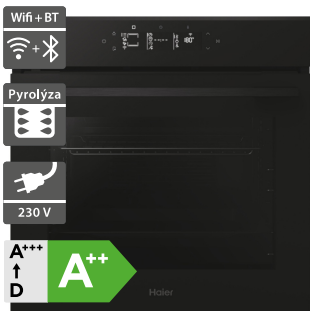 Wifi + BT
Pyrolýza
230 V
A+++
D
A++
Haier